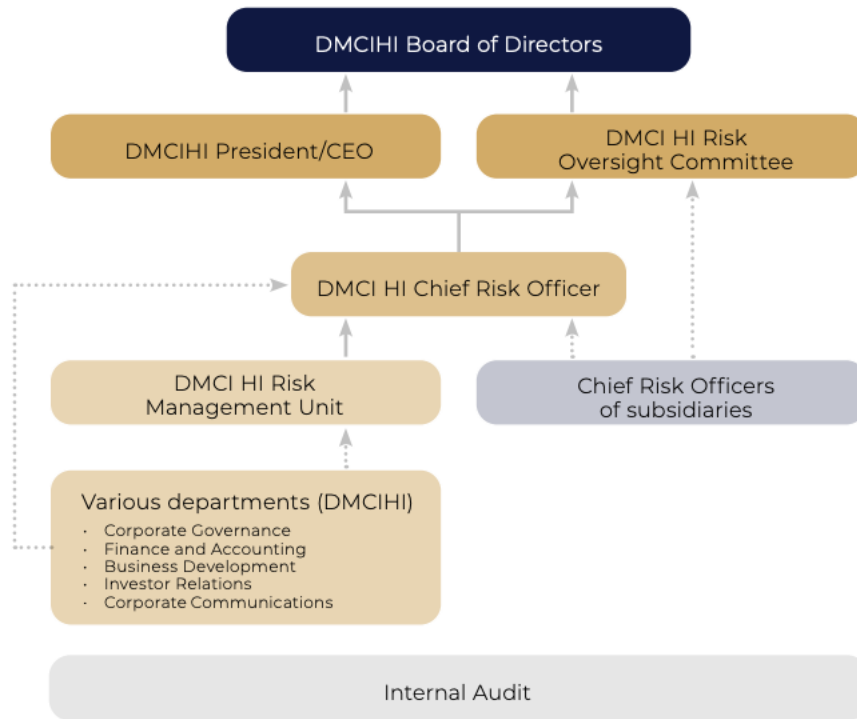 DMCIHI Board of Directors
DMCIHI President/CEO
DMCI HI Risk
Oversight Committee
DMCI HI Chief Risk Officer
DMCI HI Risk
Management Unit
Chief Risk Officers
of subsidiaries
Various departments (DMCIHI)
· Corporate Governance
· Finance and Accounting
· Business Development
· Investor Relations
· Corporate Communications
Internal Audit